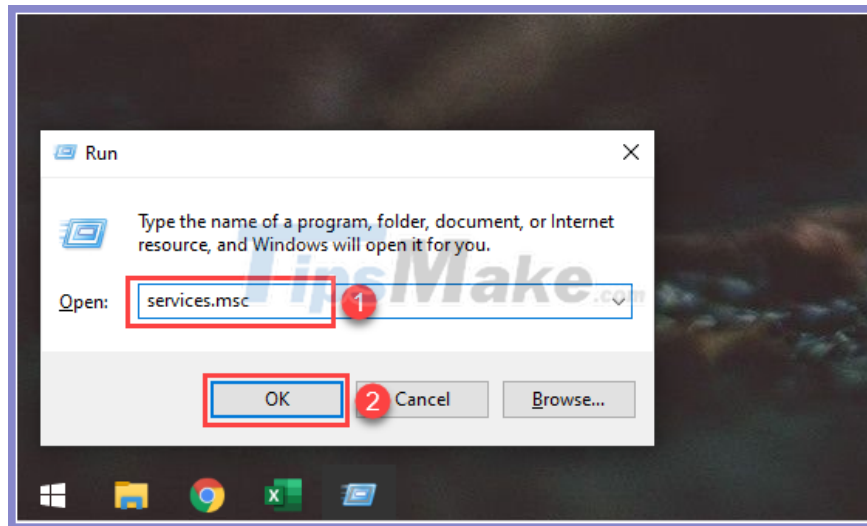 Run
Type the name of a program, folder, document, or Internet
resource, and Windows will open it for you.
Open: services.msc 1
TipsMake.com
OK 2 Cancel Browse...
X